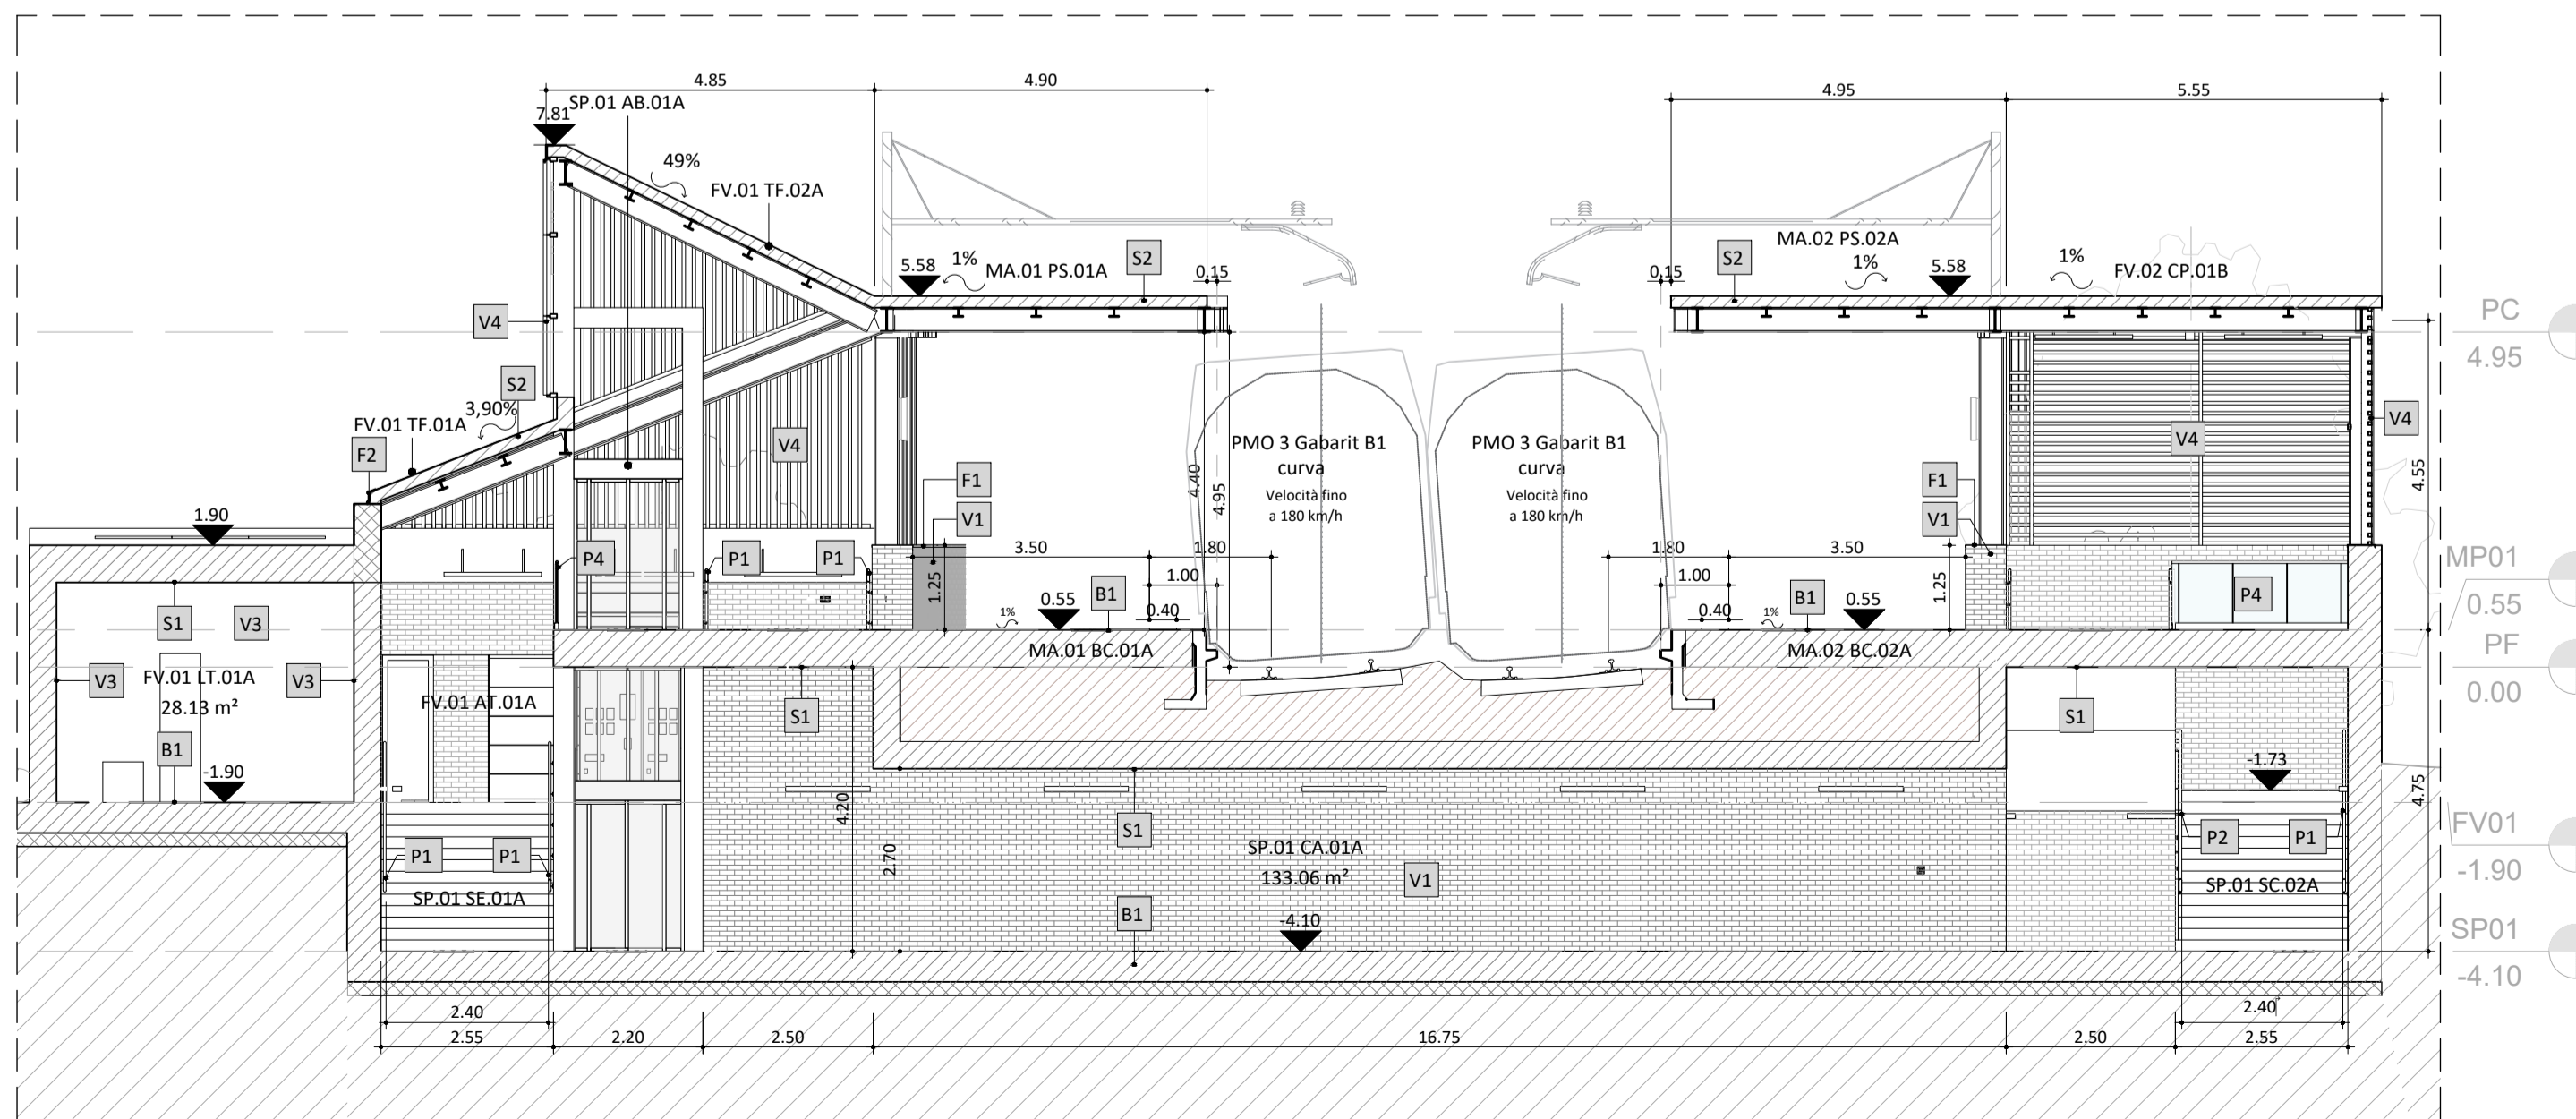 4.85
4.90
4.95
5.55
SP.01 AB.01A
7.81
49%
FV.01 TF.02A
5.58
1%
MA.01 PS.01A
S2
0.15
0.15
S2
MA.02 PS.02A
1%
5.58
1%
FV.02 CP.01B
PC
4.95
V4
S2
3,90%
FV.01 TF.01A
F2
V4
V4
V4
F1
V1
4.40
4.95
PMO 3 Gabarit B1
curva
Velocità fino
a 180 km/h
PMO 3 Gabarit B1
curva
Velocità fino
a 180 km/h
F1
V1
4.55
1.90
P4
P1
P1
3.50
1.80
1.80
3.50
1.25
1.00
1.00
1.25
0.55
B1
0.40
0.40
B1
0.55
1%
1%
P4
MP01
0.55
S1
V3
MA.01 BC.01A
MA.02 BC.02A
PF
0.00
V3
FV.01 LT.01A
28.13 m²
V3
FV.01 AT.01A
S1
S1
B1
-1.90
-1.73
4.20
2.70
4.75
S1
SP.01 CA.01A
133.06 m²
V1
P1
P1
P2
P1
FV01
-1.90
SP.01 SE.01A
SP.01 SC.02A
B1
-4.10
SP01
-4.10
2.40
2.40
2.55
2.20
2.50
16.75
2.50
2.55